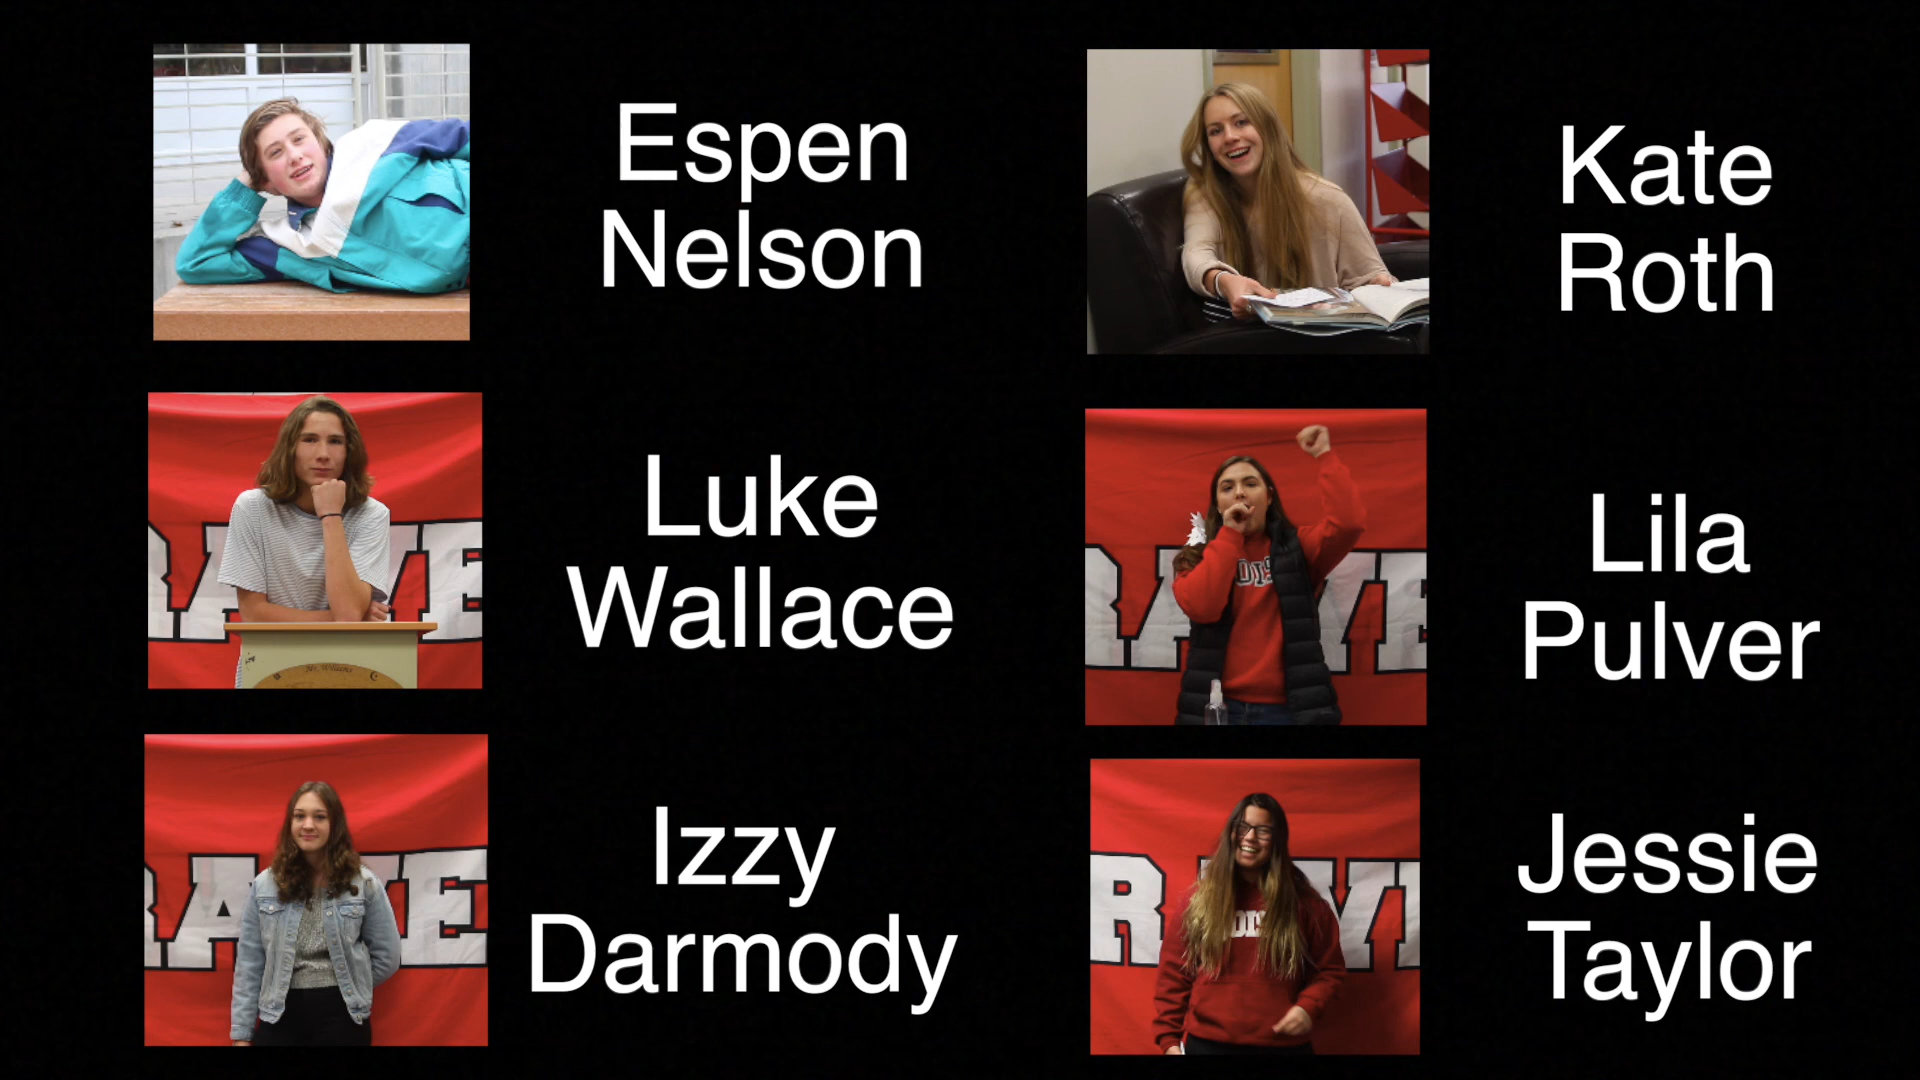 Espen
Nelson
Kate
Roth
Luke
Wallace
Lila
Pulver
Izzy
Darmody
Jessie
Taylor